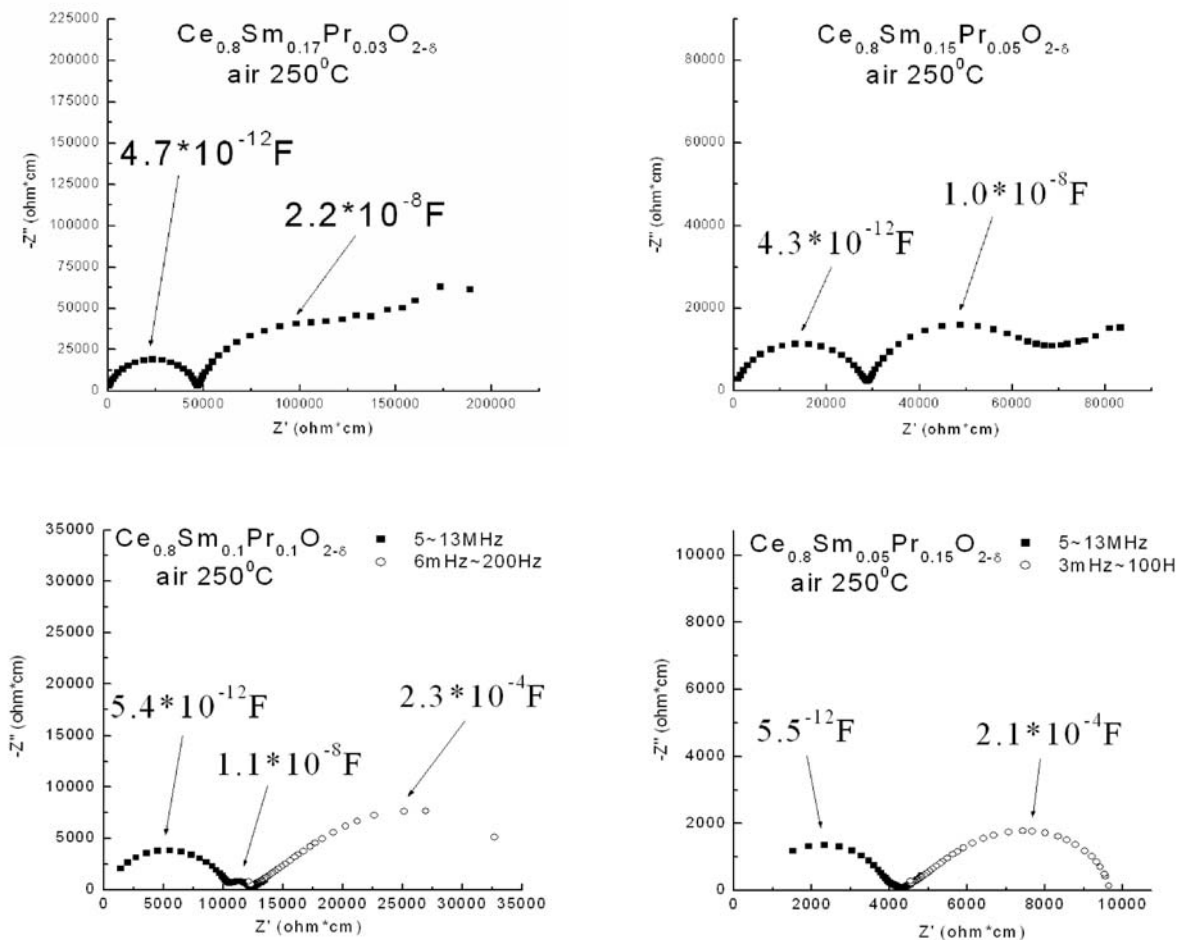 Ce0.8Sm0.17Pr0.03O2-δ
air 250⁰C
4.7*10⁻¹²F
2.2*10⁻⁸F
225000
200000
175000
150000
125000
100000
75000
50000
25000
0
-Z'' (ohm*cm)
0 50000 100000 150000 200000
Z' (ohm*cm)
Ce0.8Sm0.15Pr0.05O2-δ
air 250⁰C
1.0*10⁻⁸F
4.3*10⁻¹²F
80000
60000
40000
20000
0
-Z'' (ohm*cm)
0 20000 40000 60000 80000
Z' (ohm*cm)
Ce0.8Sm0.1Pr0.1O2-δ
air 250⁰C
■ 5~13MHz
○ 6mHz~200Hz
5.4*10⁻¹²F
1.1*10⁻⁸F
2.3*10⁻⁴F
35000
30000
25000
20000
15000
10000
5000
0
-Z'' (ohm*cm)
0 5000 10000 15000 20000 25000 30000 35000
Z' (ohm*cm)
Ce0.8Sm0.05Pr0.15O2-δ
air 250⁰C
■ 5~13MHz
○ 3mHz~100H
5.5⁻¹²F
2.1*10⁻⁴F
10000
8000
6000
4000
2000
0
-Z'' (ohm*cm)
2000 4000 6000 8000 10000
Z' (ohm*cm)